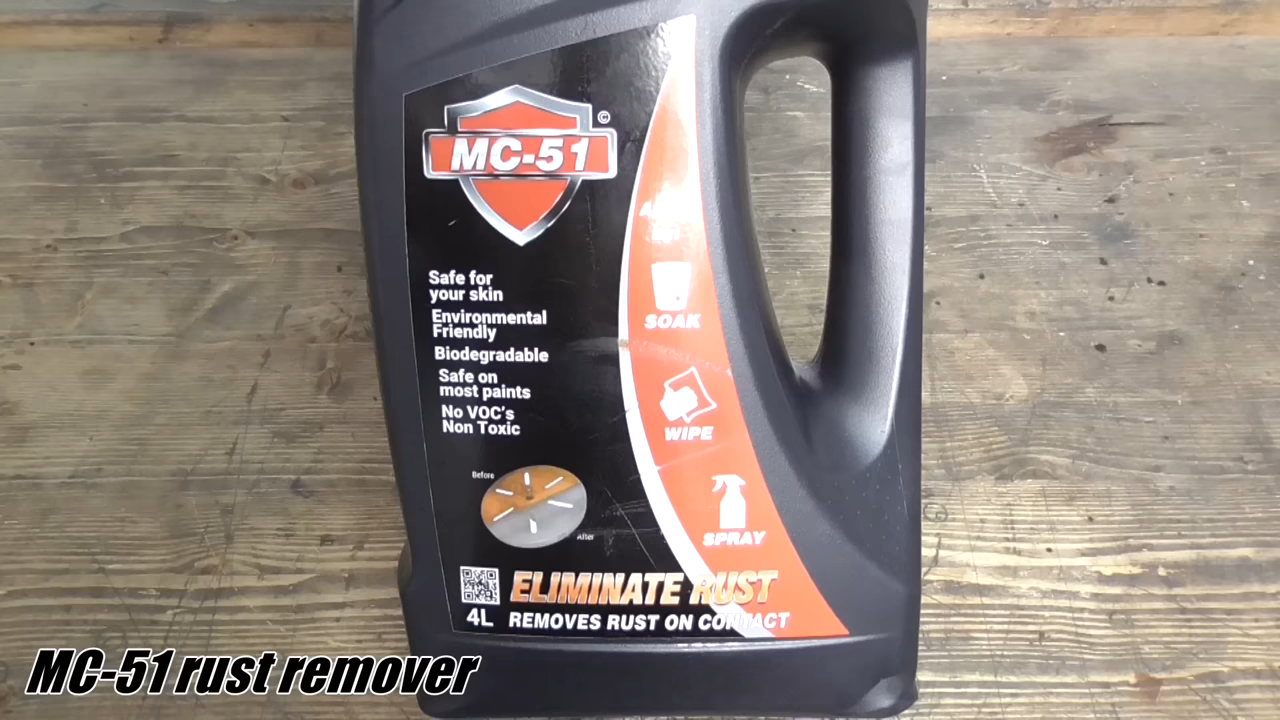 ©
MC-51
Safe for
your skin
Environmental
Friendly
Biodegradable
Safe on
most paints
No VOC's
Non Toxic
SOAK
WIPE
SPRAY
Before
After
ELIMINATE RUST
4L
REMOVES RUST ON CONTACT
MC-51 rust remover